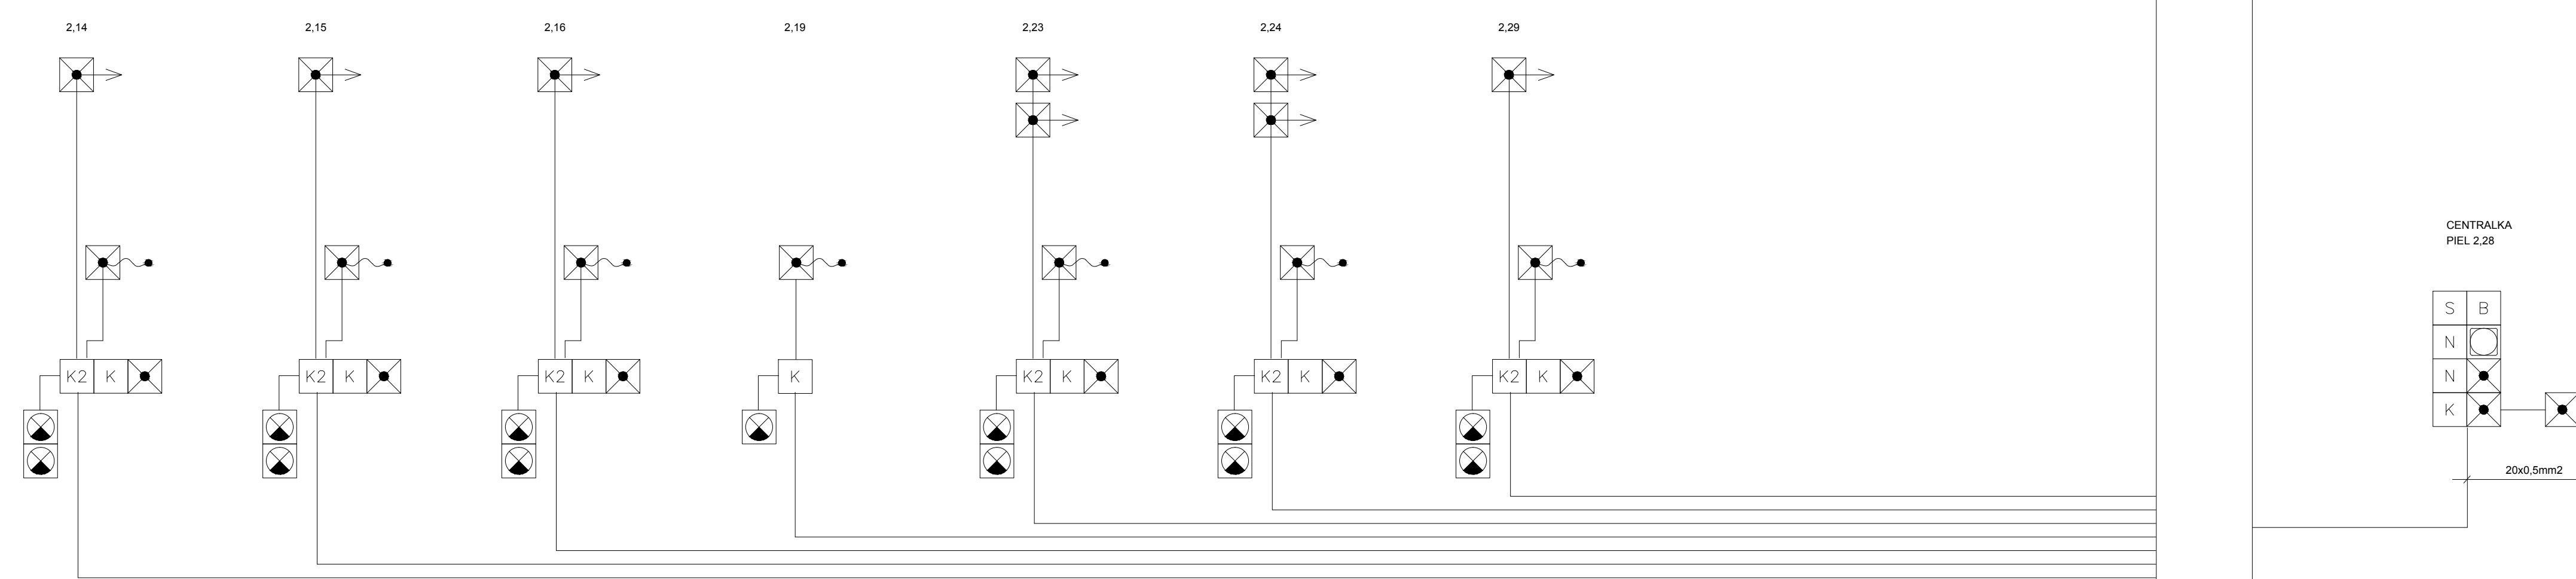 2,14 2,15 2,16 2,19 2,23 2,24 2,29
CENTRALKA
PIEL 2,28
S B
N
K2 K K2 K K2 K K K2 K K2 K K2 K N
K
20x0,5mm2